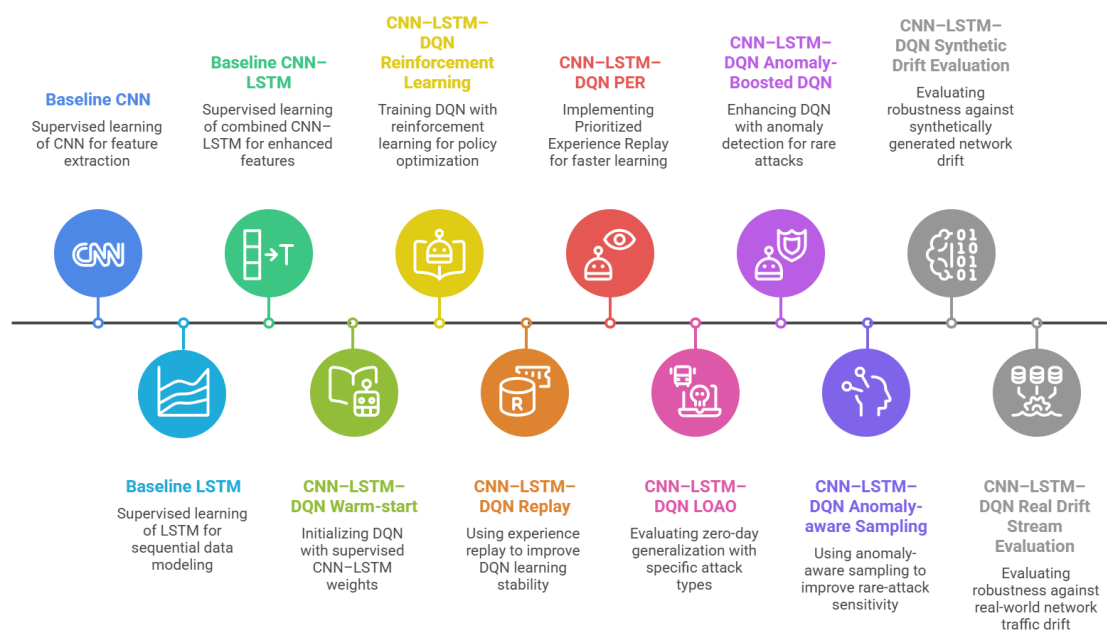 Baseline CNN
Supervised learning
of CNN for feature
extraction
CNN
Baseline LSTM
Supervised learning
of LSTM for
sequential data
modeling
Baseline CNN–
LSTM
Supervised learning
of combined CNN–
LSTM for enhanced
features
T
CNN–LSTM–
DQN Warm-start
Initializing DQN
with supervised
CNN–LSTM
weights
CNN–LSTM–
DQN
Reinforcement
Learning
Training DQN with
reinforcement
learning for policy
optimization
R
CNN–LSTM–
DQN Replay
Using experience
replay to improve
DQN learning
stability
CNN–LSTM–
DQN PER
Implementing
Prioritized
Experience Replay
for faster learning
CNN–LSTM–
DQN LOAO
Evaluating zero-day
generalization with
specific attack
types
CNN–LSTM–
DQN Anomaly-
Boosted DQN
Enhancing DQN
with anomaly
detection for rare
attacks
CNN–LSTM–
DQN Anomaly-
aware Sampling
Using anomaly-
aware sampling to
improve rare-attack
sensitivity
CNN–LSTM–
DQN Synthetic
Drift Evaluation
Evaluating
robustness against
synthetically
generated network
drift
01
10
01
01
CNN–LSTM–
DQN Real Drift
Stream
Evaluation
Evaluating
robustness against
real-world network
traffic drift